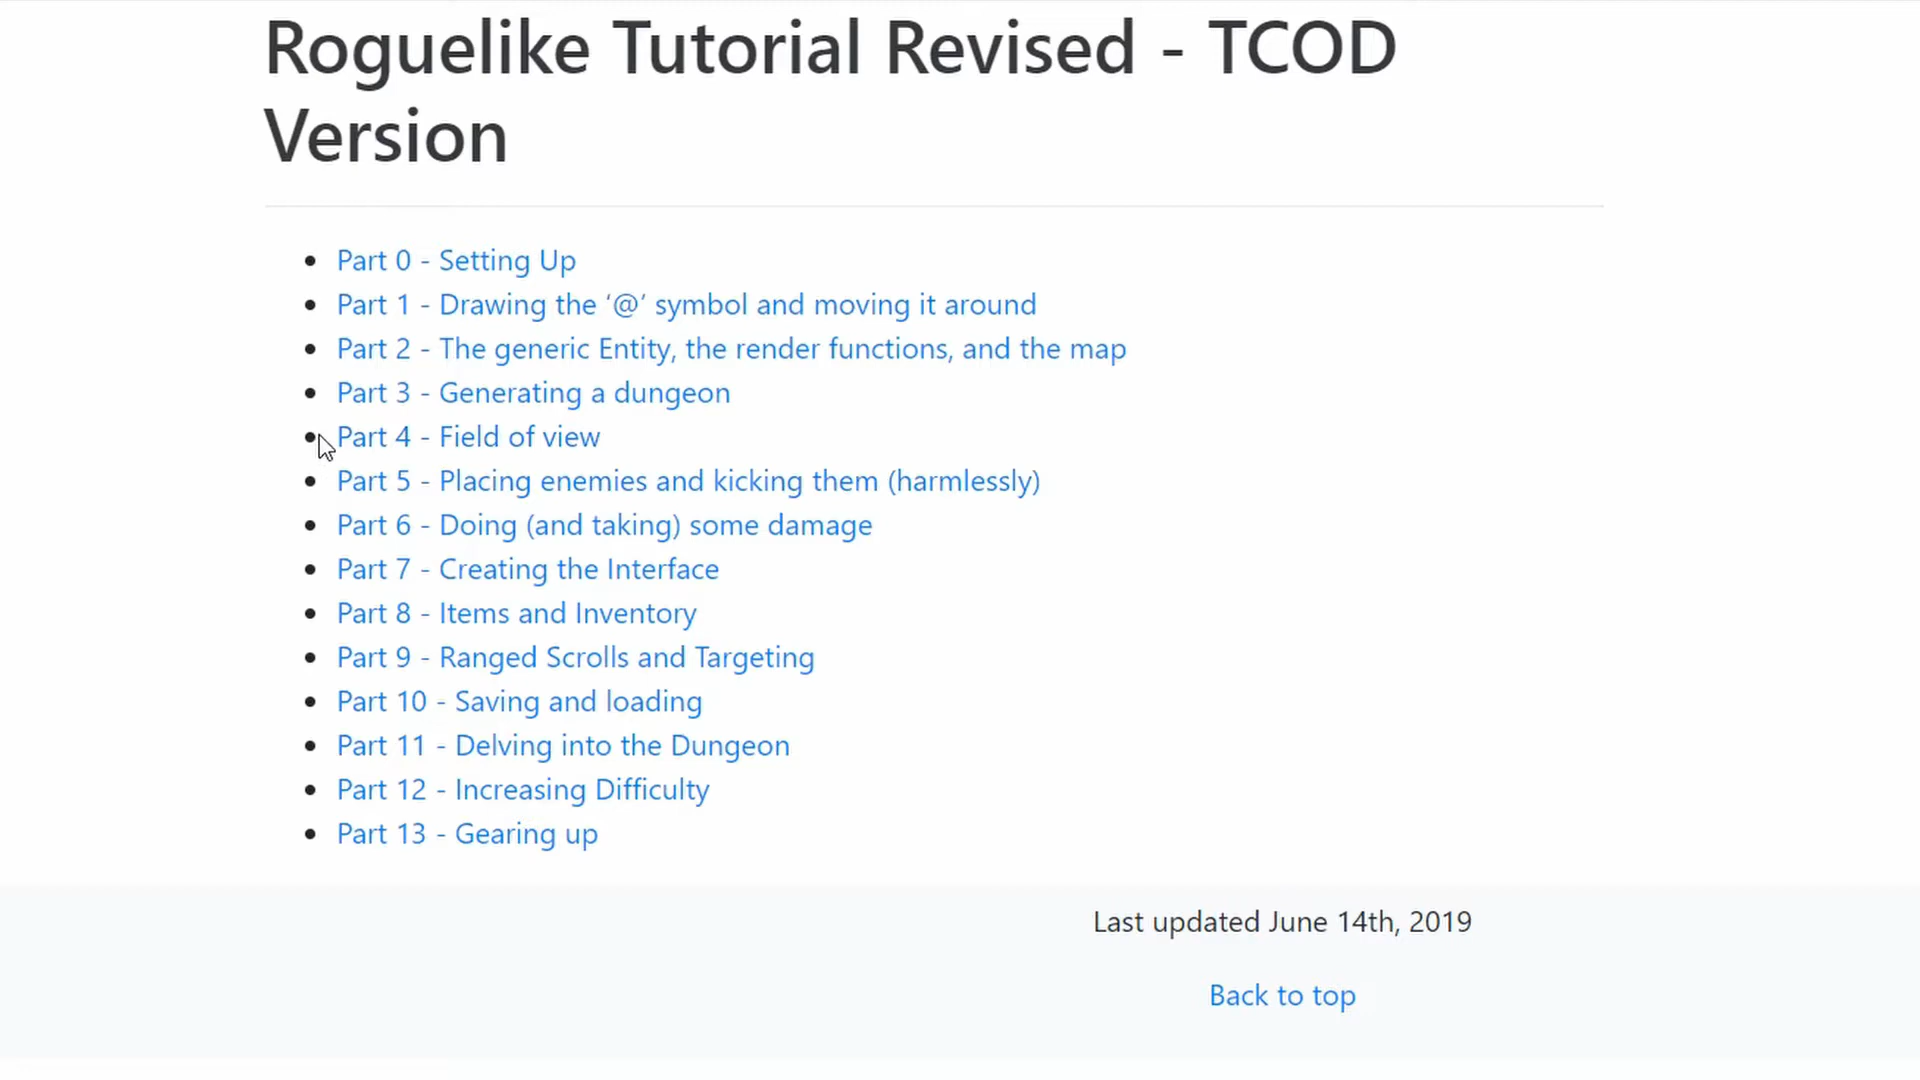 Roguelike Tutorial Revised - TCOD
Version
Part 0 - Setting Up
Part 1 - Drawing the ‘@’ symbol and moving it around
Part 2 - The generic Entity, the render functions, and the map
Part 3 - Generating a dungeon
Part 4 - Field of view
Part 5 - Placing enemies and kicking them (harmlessly)
Part 6 - Doing (and taking) some damage
Part 7 - Creating the Interface
Part 8 - Items and Inventory
Part 9 - Ranged Scrolls and Targeting
Part 10 - Saving and loading
Part 11 - Delving into the Dungeon
Part 12 - Increasing Difficulty
Part 13 - Gearing up
Last updated June 14th, 2019
Back to top